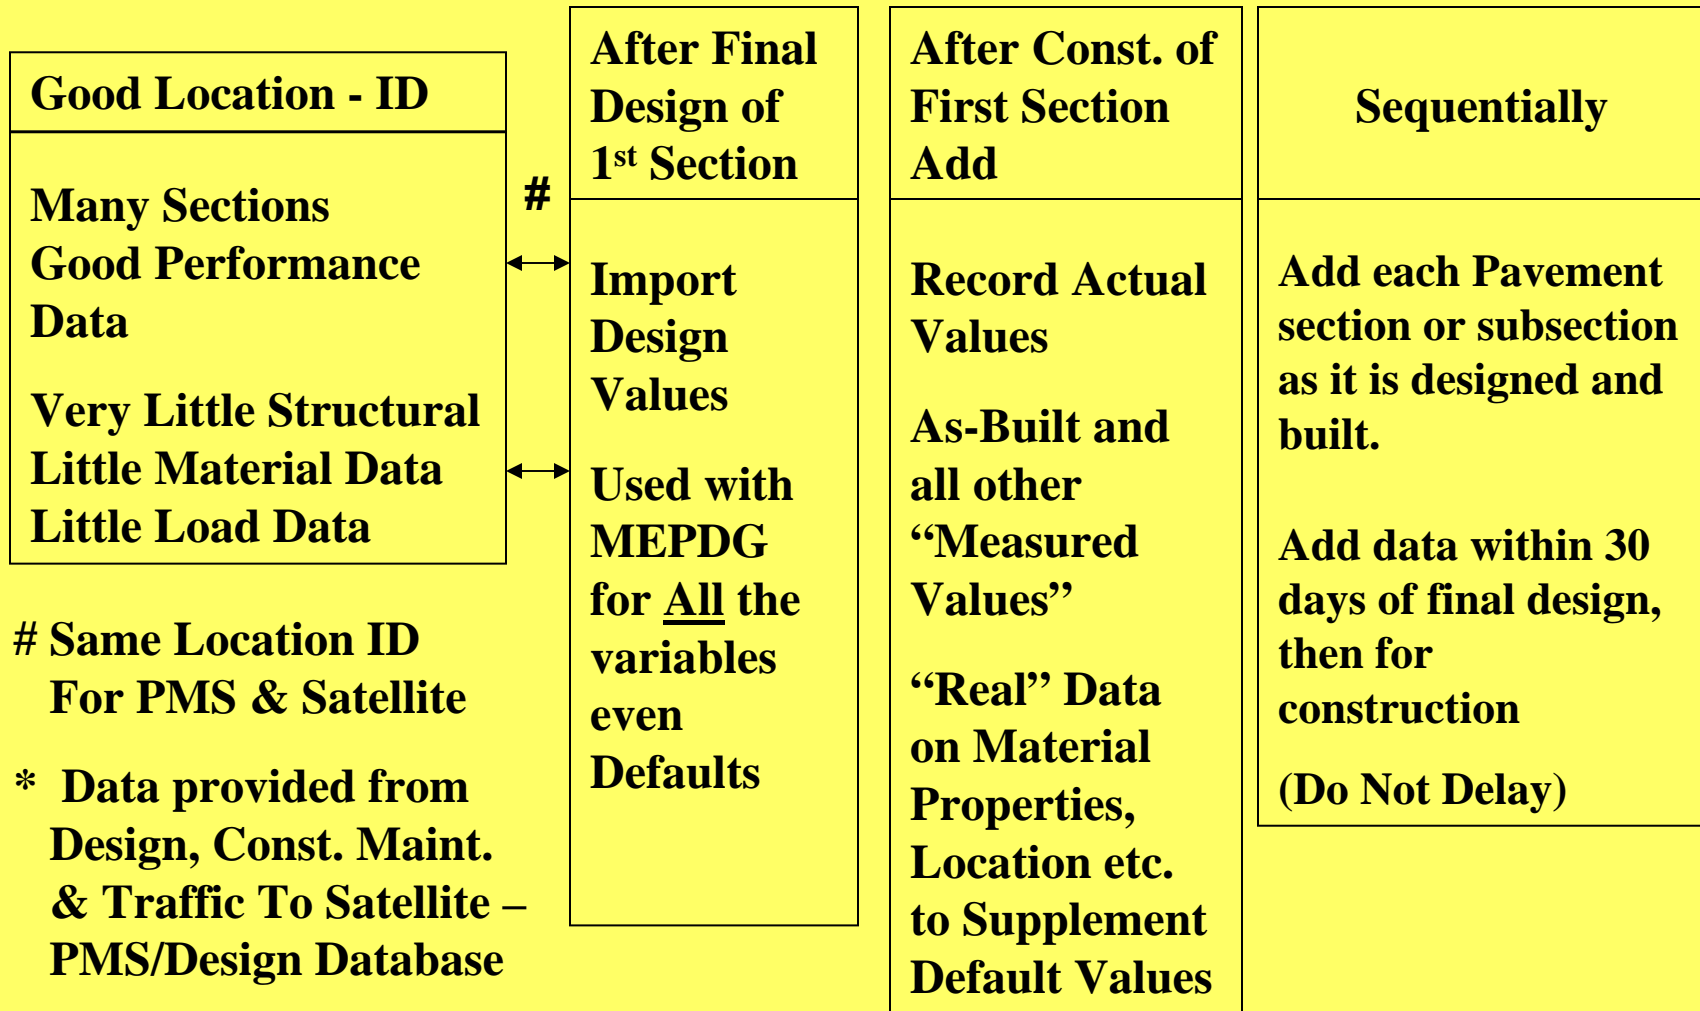 Good Location - ID
Many Sections
Good Performance
Data
Very Little Structural
Little Material Data
Little Load Data
# Same Location ID
For PMS & Satellite
* Data provided from
Design, Const. Maint.
& Traffic To Satellite –
PMS/Design Database
#
After Final
Design of
1st Section
Import
Design
Values
Used with
MEPDG
for All the
variables
even
Defaults
After Const. of
First Section
Add
Record Actual
Values
As-Built and
all other
“Measured
Values”
“Real” Data
on Material
Properties,
Location etc.
to Supplement
Default Values
Sequentially
Add each Pavement
section or subsection
as it is designed and
built.
Add data within 30
days of final design,
then for
construction
(Do Not Delay)